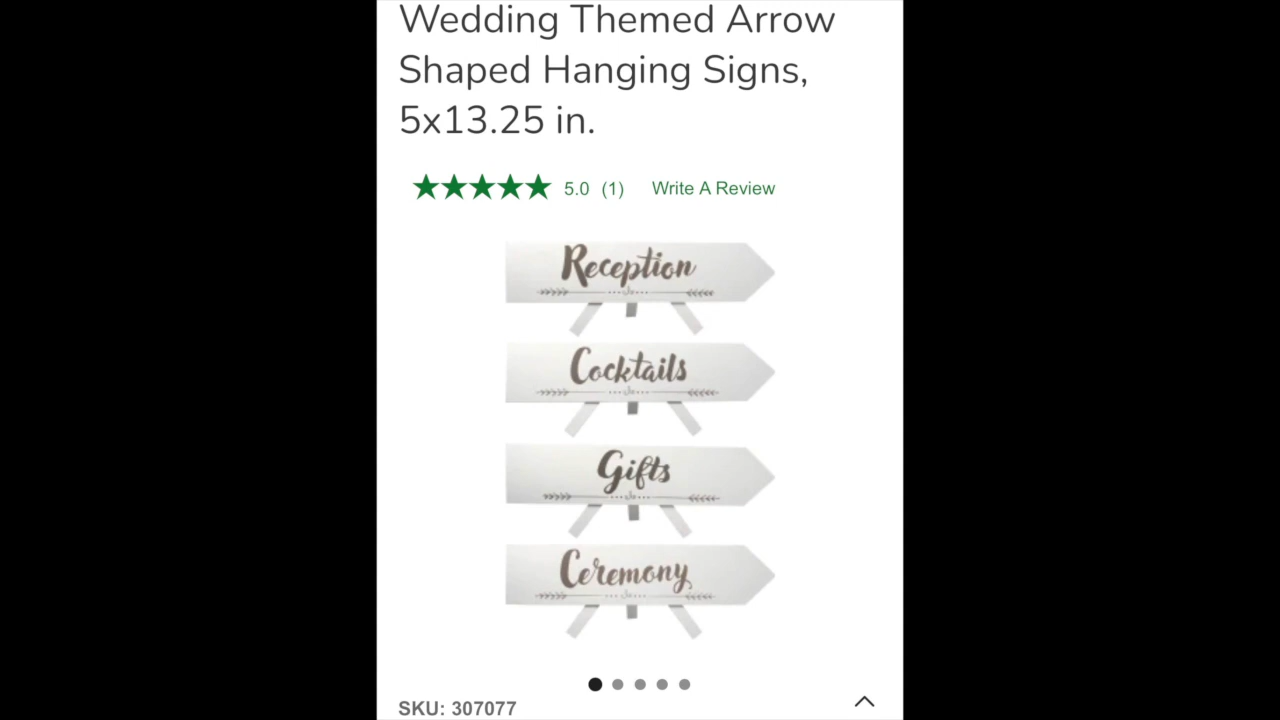 Wedding Themed Arrow
Shaped Hanging Signs,
5x13.25 in.
5.0 (1) Write A Review
Reception
Cocktails
Gifts
Ceremony
SKU: 307077